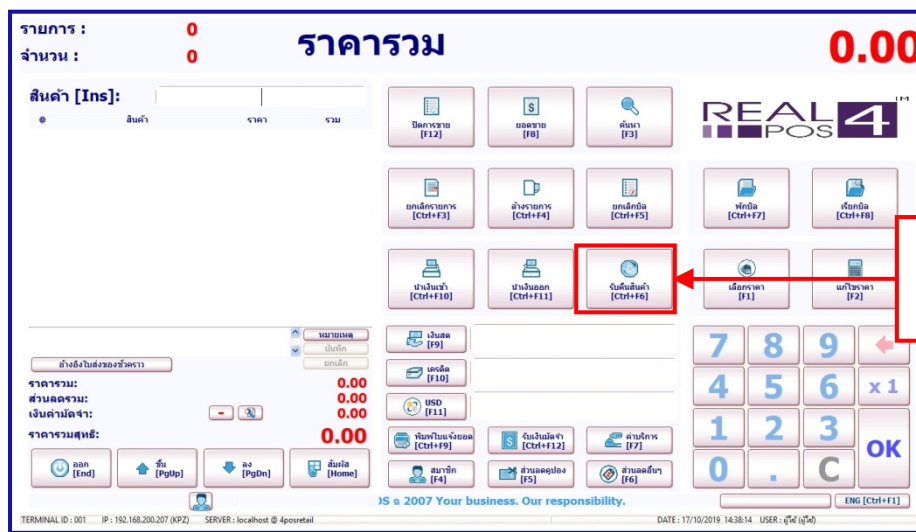 รายการ : 0
จำนวน : 0
ราคารวม
0.00
สินค้า [Ins]:
@ สินค้า ราคา รวม
ปิดการขาย [F12]
ยอดขาย [F8]
ค้นหา [F3]
REAL POS 4 TM
ยกเลิกรายการ [Ctrl+F3]
ล้างรายการ [Ctrl+F4]
ยกเลิกบิล [Ctrl+F5]
พักบิล [Ctrl+F7]
เรียกบิล [Ctrl+F8]
นำเงินเข้า [Ctrl+F10]
นำเงินออก [Ctrl+F11]
รับคืนสินค้า [Ctrl+F6]
เลือกราคา [F1]
แก้ไขราคา [F2]
หมายเหตุ
บันทึก
ยกเลิก
อ้างอิงใบส่งของชั่วคราว
ราคารวม: 0.00
ส่วนลดรวม: 0.00
เงินค่ามัดจำ: - 0.00
ราคารวมสุทธิ: 0.00
เงินสด [F9]
เครดิต [F10]
USD [F11]
พิมพ์ใบแจ้งยอด [Ctrl+F9]
รับเงินมัดจำ [Ctrl+F12]
ค่าบริการ [F7]
ออก [End]
ขึ้น [PgUp]
ลง [PgDn]
สัมผัส [Home]
สมาชิก [F4]
ส่วนลดคูปอง [F5]
ส่วนลดอื่นๆ [F6]
7 8 9
4 5 6 x 1
1 2 3
0 . C OK
2007 Your business. Our responsibility.
ENG [Ctrl+F1]
TERMINAL ID : 001 IP : 192.168.200.207 (KPZ) SERVER : localhost @ 4posretail
DATE : 17/10/2019 14:38:14 USER : ผู้ใช้ (ผู้ใช้)